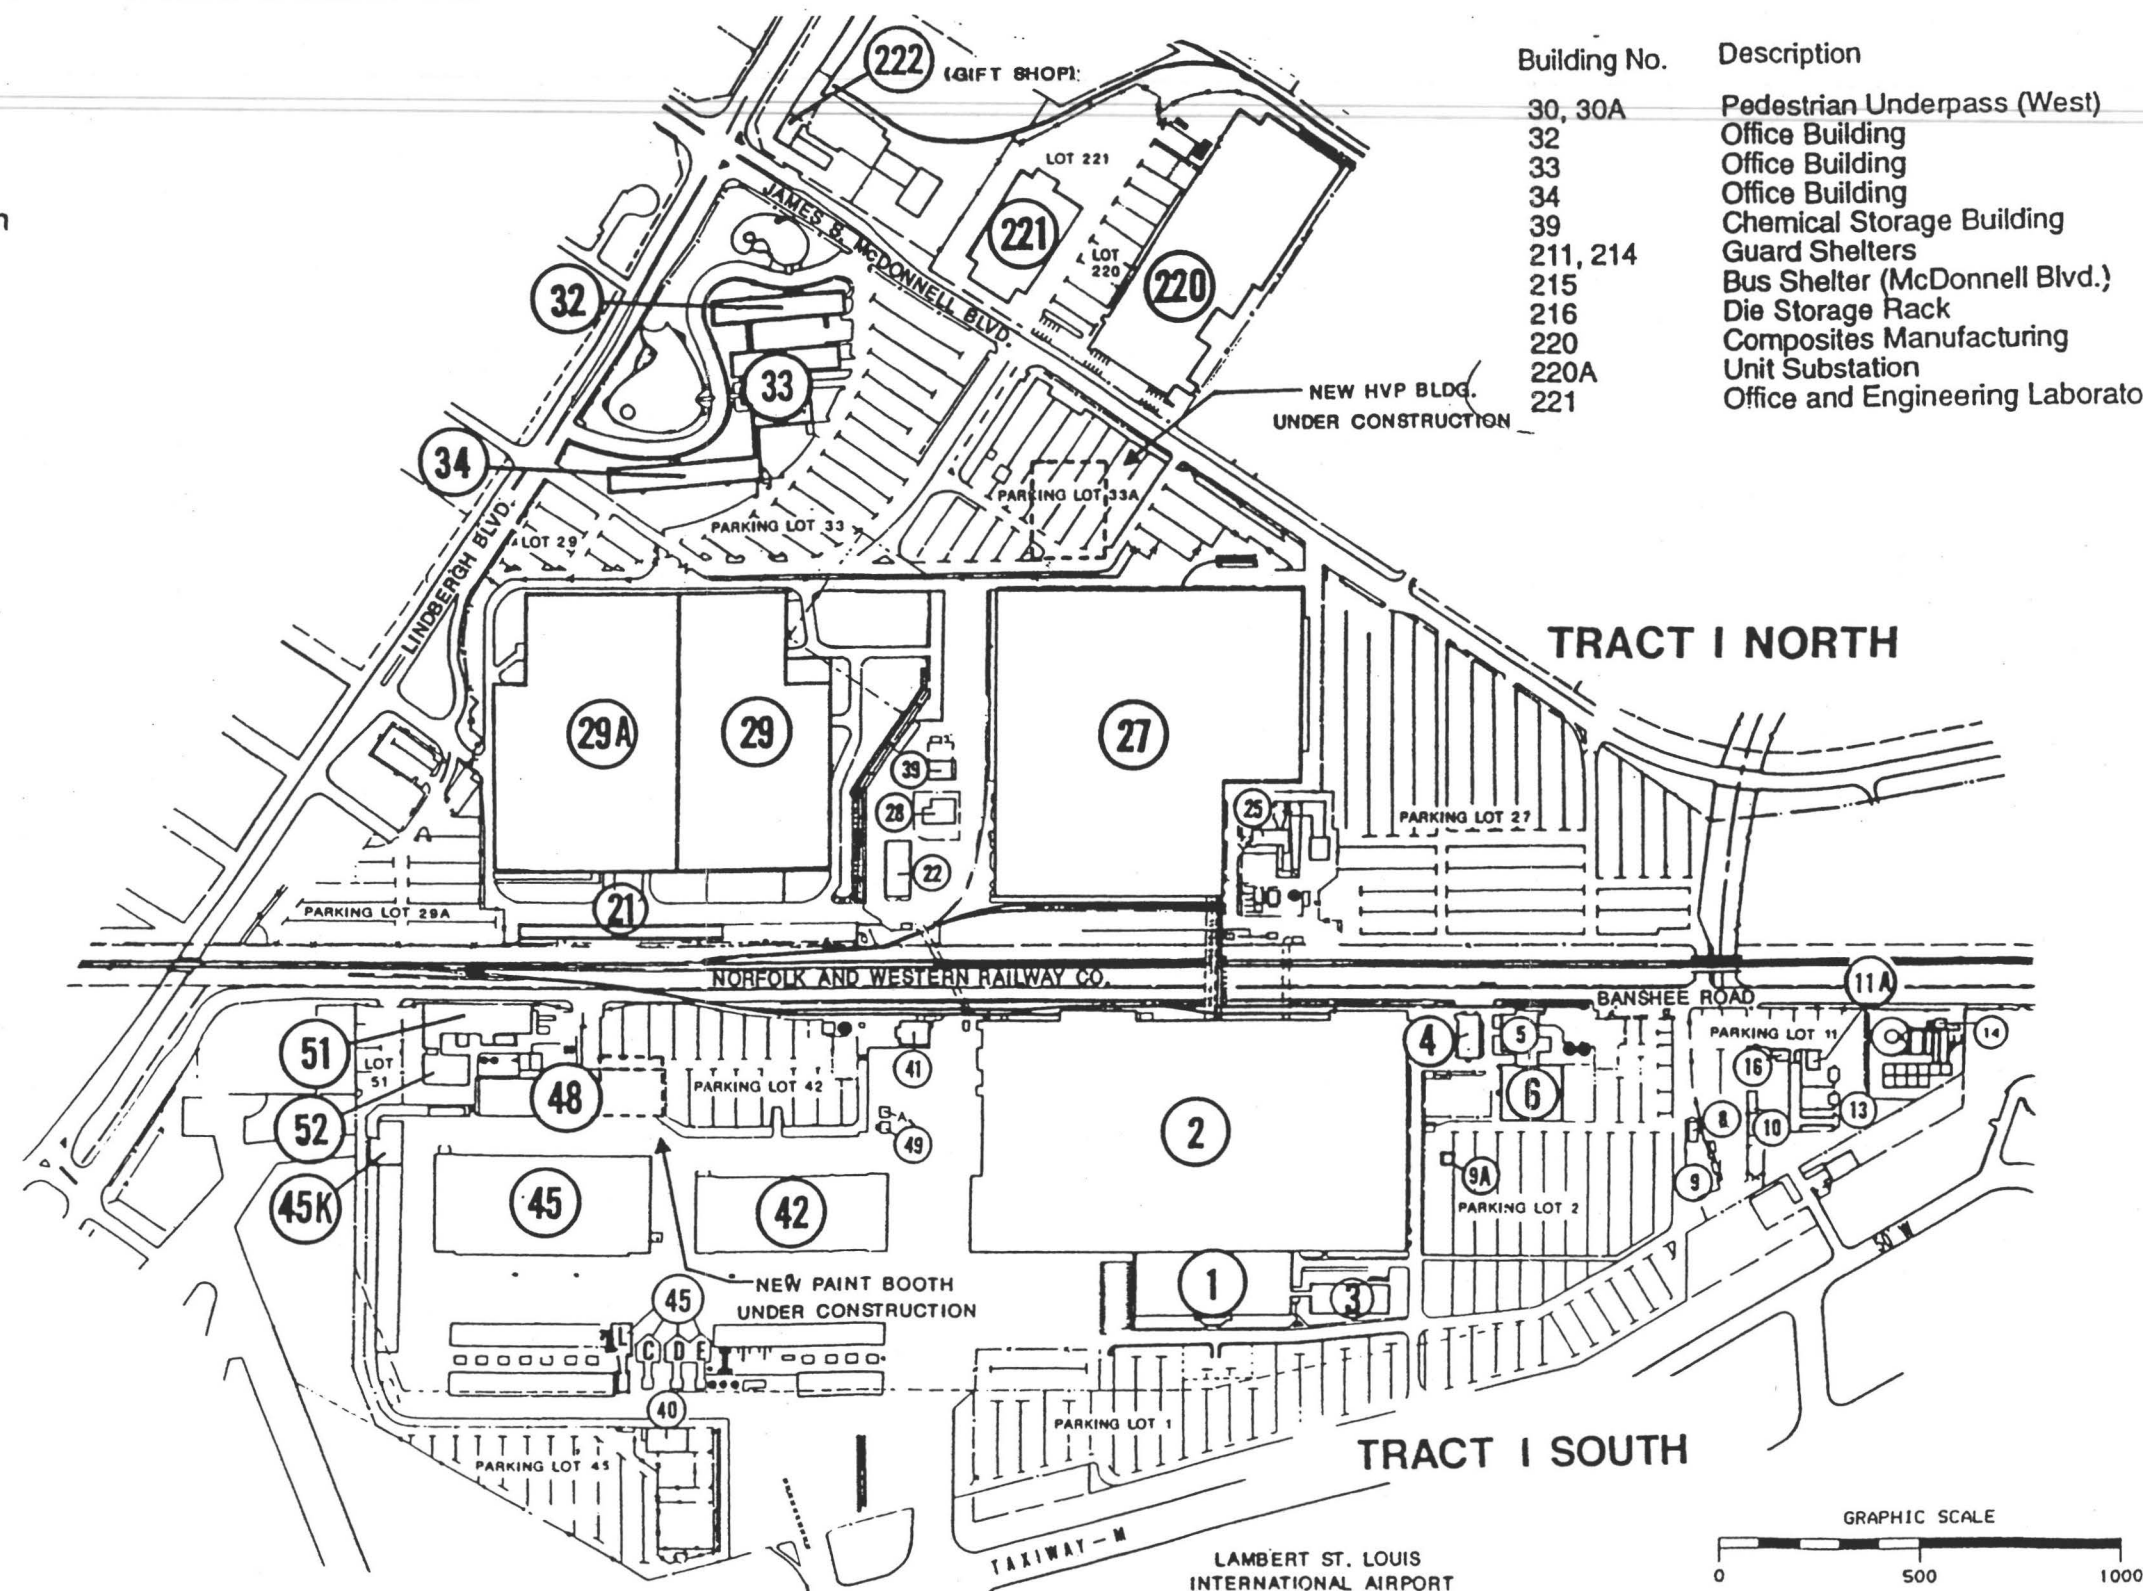 222 (GIFT SHOP)
Building No. Description
30, 30A Pedestrian Underpass (West)
32 Office Building
33 Office Building
34 Office Building
39 Chemical Storage Building
211, 214 Guard Shelters
215 Bus Shelter (McDonnell Blvd.)
216 Die Storage Rack
220 Composites Manufacturing
220A Unit Substation
221 Office and Engineering Laborato
n
LOT 221
JAMES S. McDONNELL BLVD.
221
LOT
220
220
32
33
34
NEW HVP BLDG.
UNDER CONSTRUCTION
PARKING LOT 33A
PARKING LOT 33
LOT 29
LINDBERGH BLVD.
TRACT I NORTH
29A
29
27
39
28
22
25
PARKING LOT 27
21
PARKING LOT 29A
NORFOLK AND WESTERN RAILWAY CO.
BANSHEE ROAD
11A
PARKING LOT 11
14
51
LOT
51
52
48
PARKING LOT 42
41
A
49
4
5
6
16
8
10
13
9
9A
2
PARKING LOT 2
45K
45
42
NEW PAINT BOOTH
UNDER CONSTRUCTION
1
3
45
L C D E
40
PARKING LOT 45
PARKING LOT 1
TRACT I SOUTH
TAXIWAY-M
LAMBERT ST. LOUIS
INTERNATIONAL AIRPORT
GRAPHIC SCALE
0 500 1000